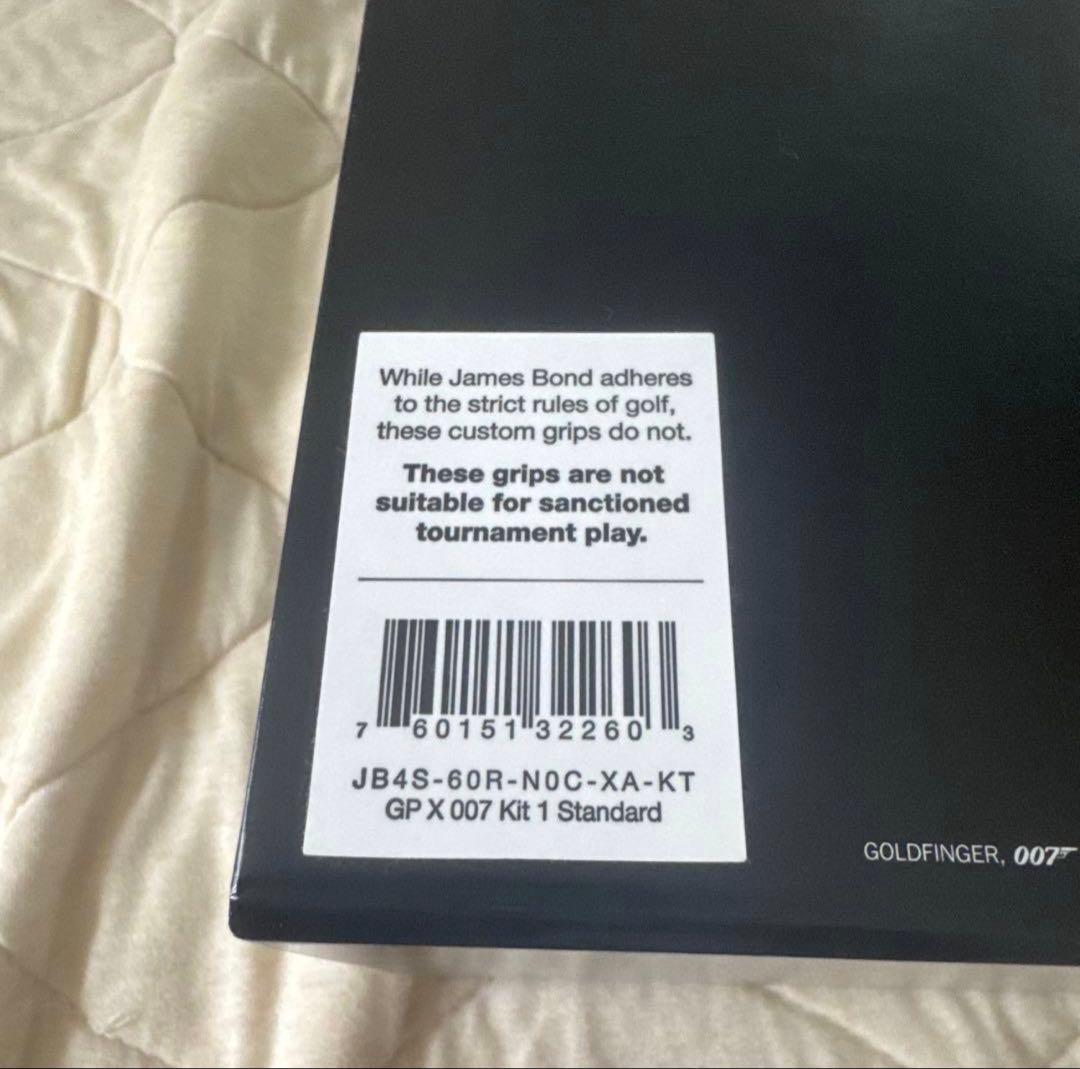 While James Bond adheres
to the strict rules of golf,
these custom grips do not.
These grips are not
suitable for sanctioned
tournament play.
7 60151 32260 3
JB4S-60R-N0C-XA-KT
GP X 007 Kit 1 Standard
GOLDFINGER, 007